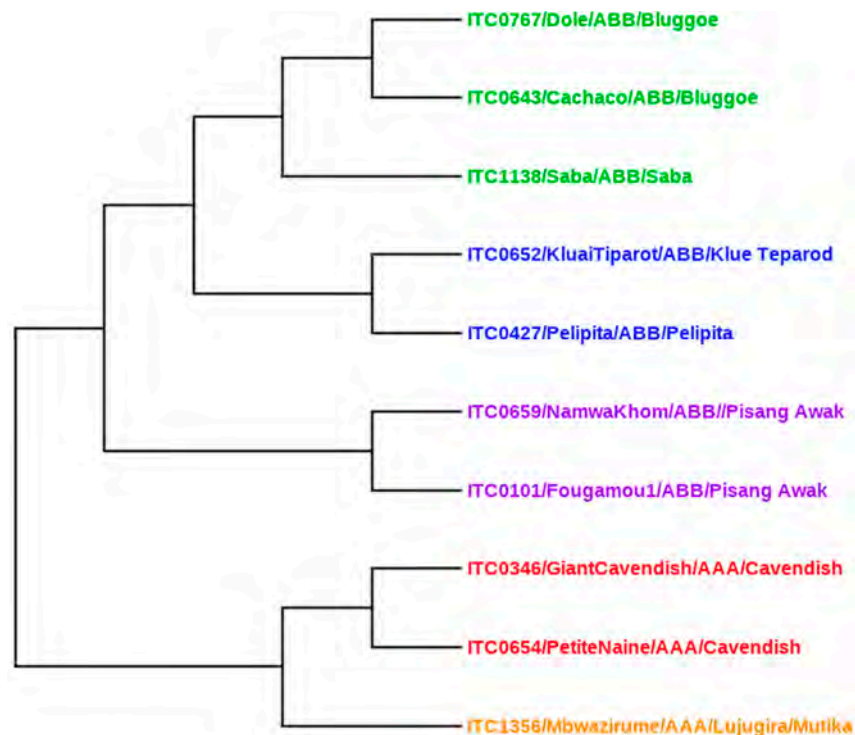 ITC0767/Dole/ABB/Bluggoe
ITC0643/Cachaco/ABB/Bluggoe
ITC1138/Saba/ABB/Saba
ITC0652/KluaiTiparot/ABB/Klue Teparod
ITC0427/Pelipita/ABB/Pelipita
ITC0659/NamwaKhom/ABB//Pisang Awak
ITC0101/Fougamou1/ABB/Pisang Awak
ITC0346/GiantCavendish/AAA/Cavendish
ITC0654/PetiteNaine/AAA/Cavendish
ITC1356/Mbwazirume/AAA/Lujugira/Mutika